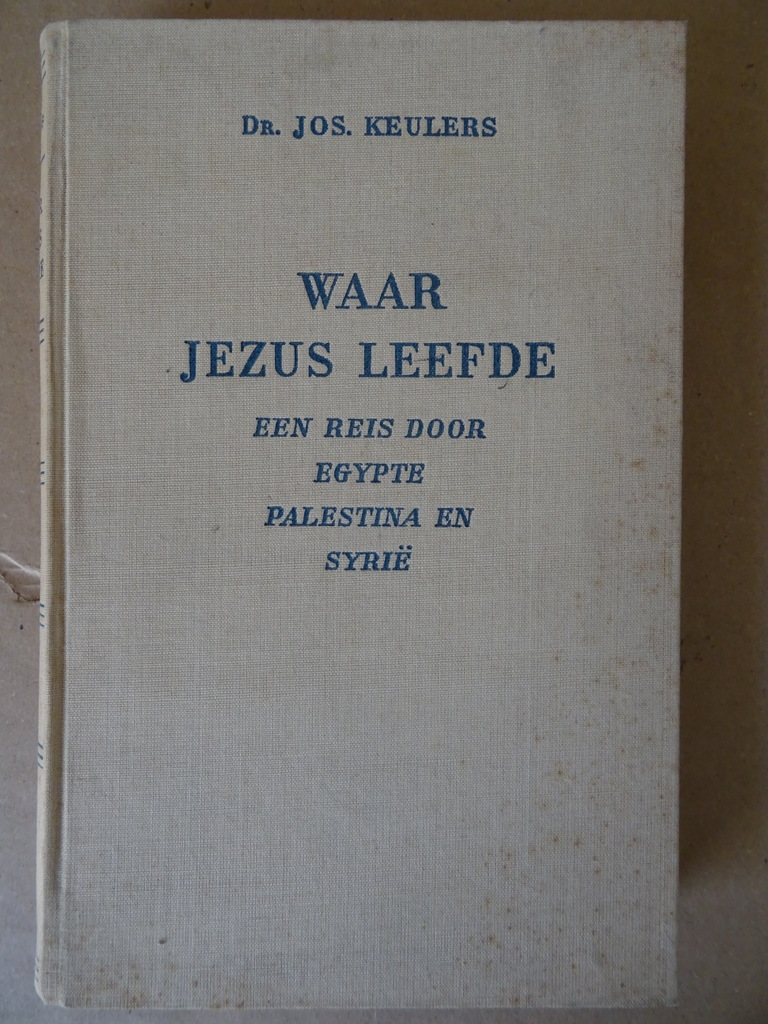 DR. JOS. KEULERS
WAAR
JEZUS LEEFDE
EEN REIS DOOR
EGYPTE
PALESTINA EN
SYRIË